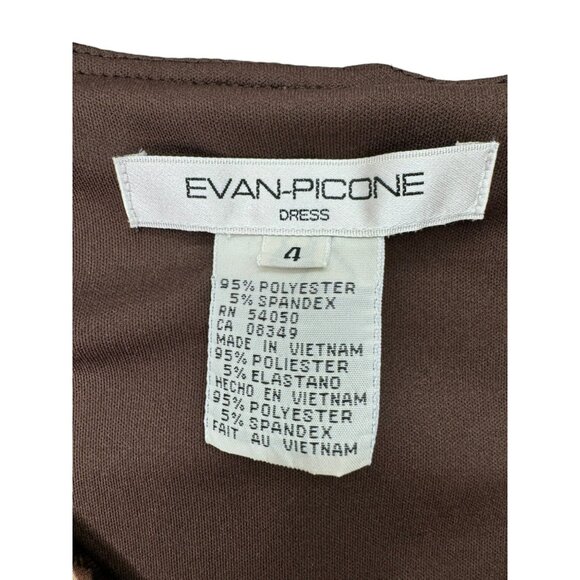 EVAN-PICONE
DRESS
4
95% POLYESTER
5% SPANDEX
RN 54050
CA 08349
MADE IN VIETNAM
95% POLIESTER
5% ELASTANO
HECHO EN VIETNAM
95% POLYESTER
5% SPANDEX
FAIT AU VIETNAM